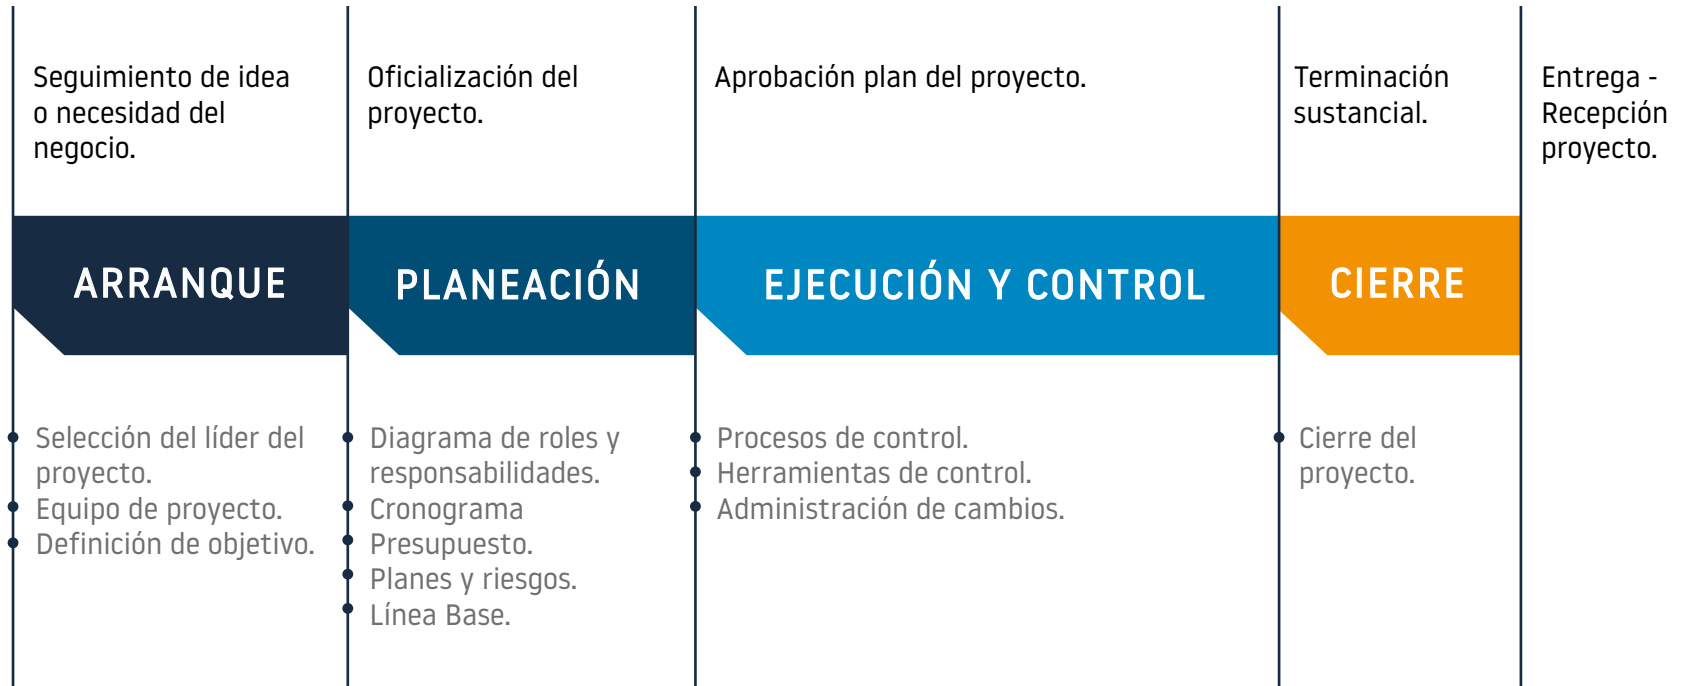 Seguimiento de idea
o necesidad del
negocio.
Oficialización del
proyecto.
Aprobación plan del proyecto.
Terminación
sustancial.
Entrega -
Recepción
proyecto.
ARRANQUE
PLANEACIÓN
EJECUCIÓN Y CONTROL
CIERRE
Selección del líder del
proyecto.
Equipo de proyecto.
Definición de objetivo.
Diagrama de roles y
responsabilidades.
Cronograma
Presupuesto.
Planes y riesgos.
Línea Base.
Procesos de control.
Herramientas de control.
Administración de cambios.
Cierre del
proyecto.